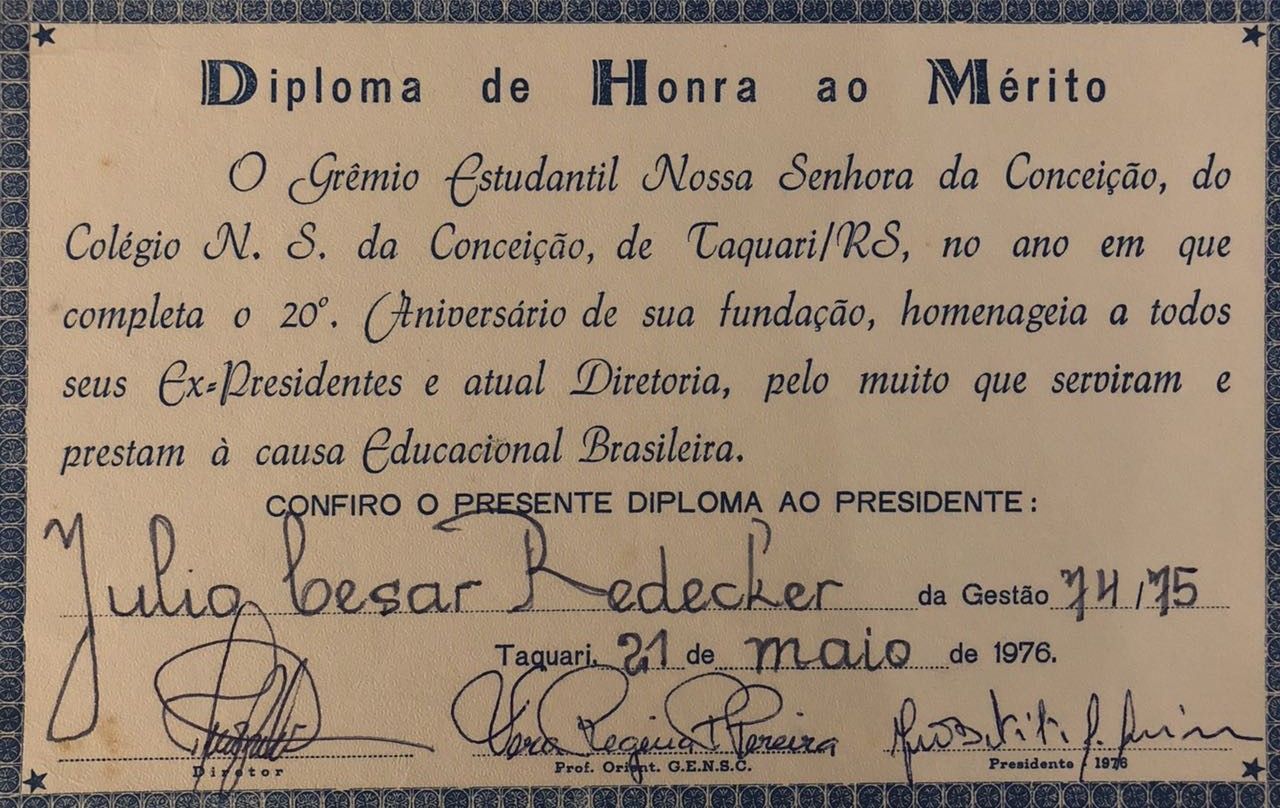 Diploma de Honra ao Mérito
O Grêmio Estudantil Nossa Senhora da Conceição, do
Colégio N. S. da Conceição, de Taquari/RS, no ano em que
completa o 20º. Aniversário de sua fundação, homenageia a todos
seus Ex-Presidentes e atual Diretoria, pelo muito que serviram e
prestam à causa Educacional Brasileira.
CONFIRO O PRESENTE DIPLOMA AO PRESIDENTE:
Julio Cesar Redecker da Gestão 74/75
Taquari, 21 de maio de 1976.
Vera Regina Pereira
Diretor Prof. Orient. G.E.N.S.C. Presidente - 1976